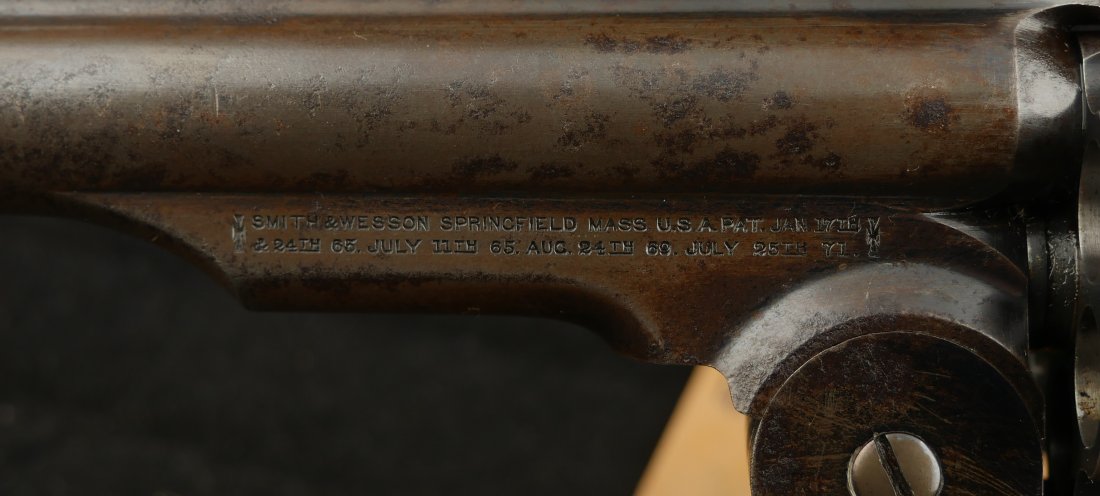 SMITH & WESSON SPRINGFIELD MASS U.S.A. PAT. JAN 17TH
& 24TH 65. JULY 11TH 65. AUG. 24TH 69. JULY 25TH 71.